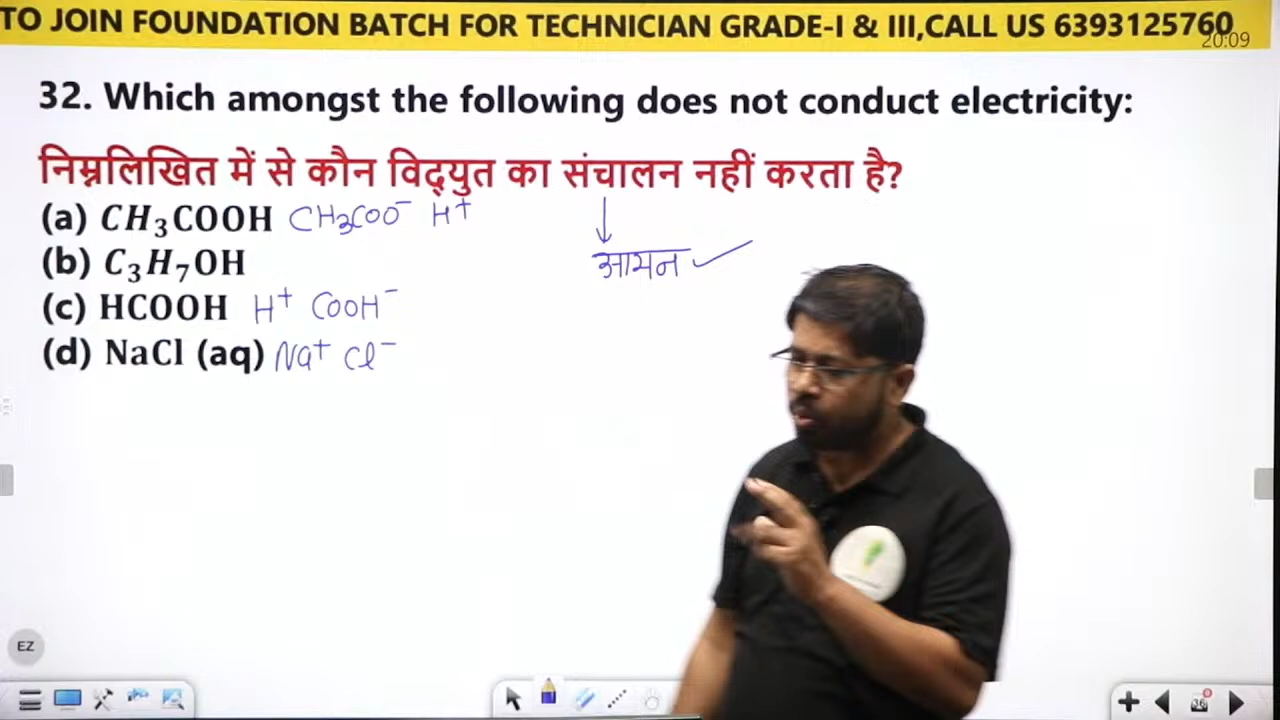 TO JOIN FOUNDATION BATCH FOR TECHNICIAN GRADE-I & III,CALL US 6393125760
20:09
32. Which amongst the following does not conduct electricity:
निम्नलिखित में से कौन विद्युत का संचालन नहीं करता है?
(a) CH₃COOH CH₃COO⁻ H⁺
↓
आयन ✓
(b) C₃H₇OH
(c) HCOOH H⁺ COOH⁻
(d) NaCl (aq) Na⁺ Cl⁻
EZ
36